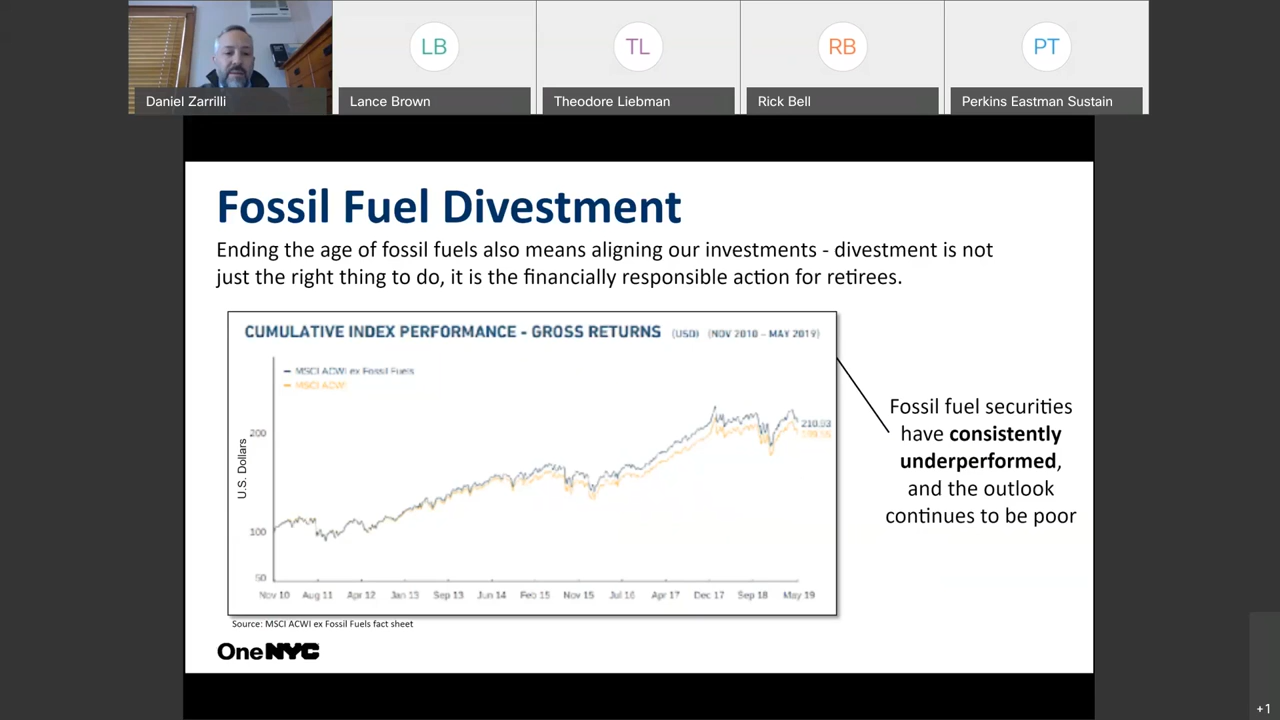 LB
TL
RB
PT
Daniel Zarrilli
Lance Brown
Theodore Liebman
Rick Bell
Perkins Eastman Sustain
Fossil Fuel Divestment
Ending the age of fossil fuels also means aligning our investments - divestment is not
just the right thing to do, it is the financially responsible action for retirees.
CUMULATIVE INDEX PERFORMANCE - GROSS RETURNS (USD) (NOV 2010 – MAY 2019)
MSCI ACWI ex Fossil Fuels
MSCI ACWI
U.S. Dollars
200
100
50
210.93
Nov 10 Aug 11 Apr 12 Jan 13 Sep 13 Jun 14 Feb 15 Nov 15 Jul 16 Apr 17 Dec 17 Sep 18 May 19
Fossil fuel securities
have consistently
underperformed,
and the outlook
continues to be poor
Source: MSCI ACWI ex Fossil Fuels fact sheet
OneNYC
+1